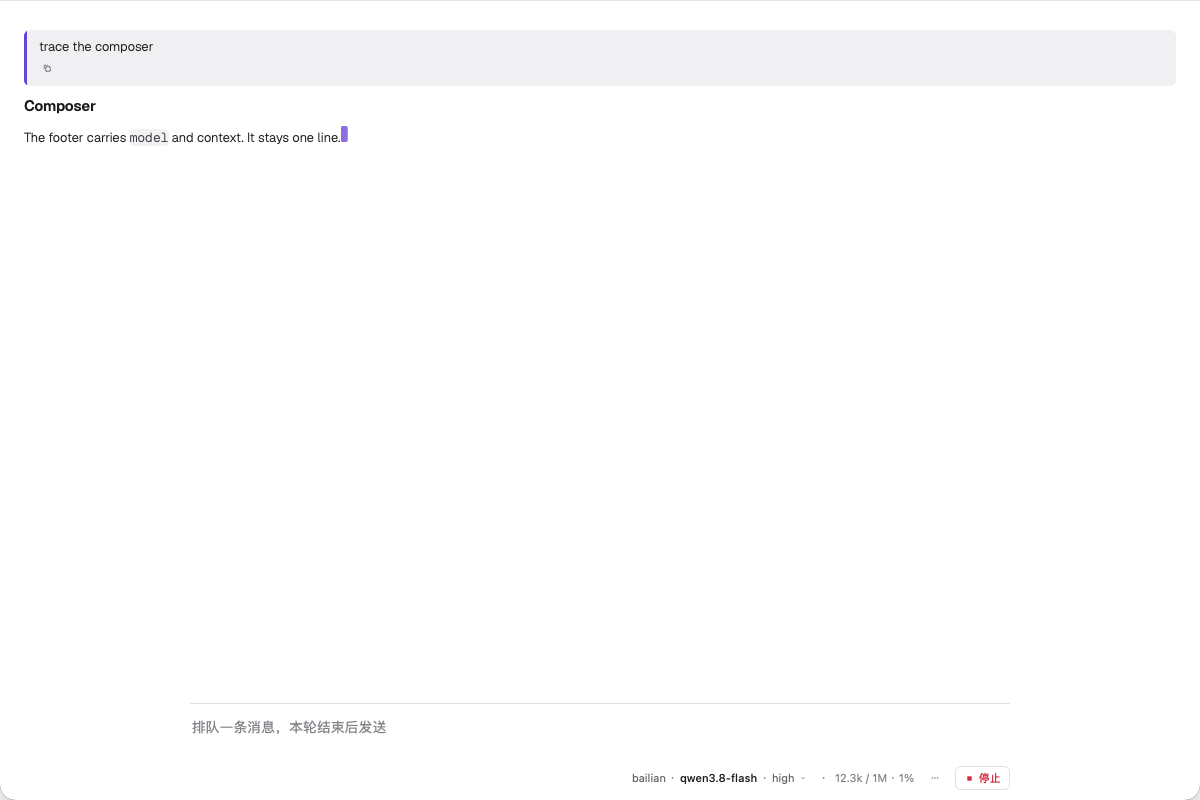 trace the composer
Composer
The footer carries model and context. It stays one line.
排队一条消息，本轮结束后发送
bailian · qwen3.8-flash · high · 12.3k / 1M · 1% ··· 停止